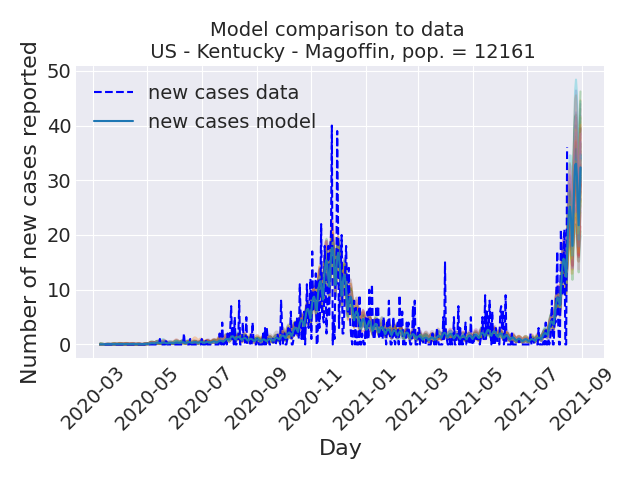 Model comparison to data
US - Kentucky - Magoffin, pop. = 12161
Number of new cases reported
50
40
30
20
10
0
new cases data
new cases model
2020-03
2020-05
2020-07
2020-09
2020-11
2021-01
2021-03
2021-05
2021-07
2021-09
Day